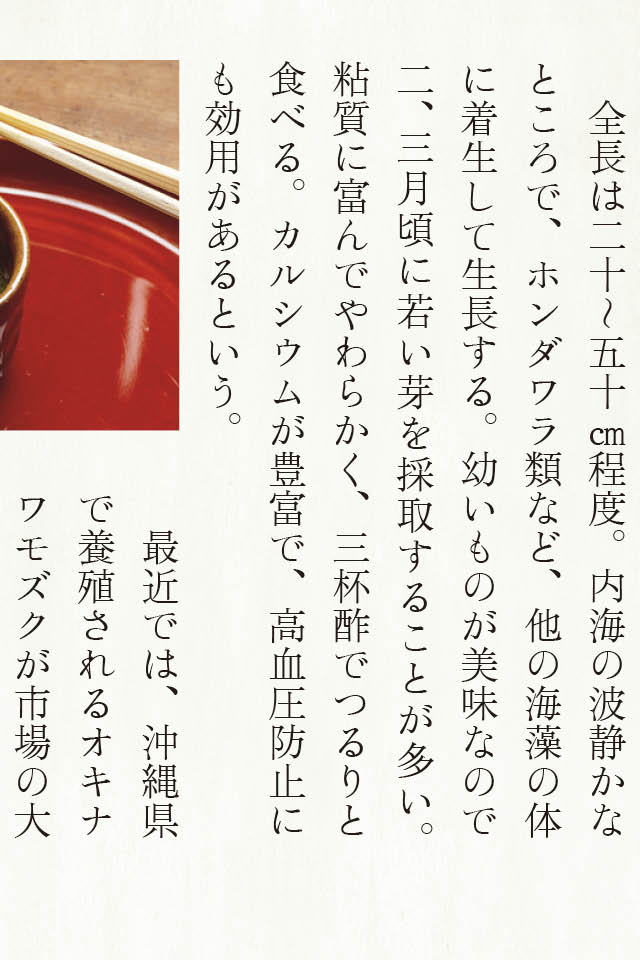 全長は二十～五十㎝程度。内海の波静かな
ところで、ホンダワラ類など、他の海藻の体
に着生して生長する。幼いものが美味なので
二、三月頃に若い芽を採取することが多い。
粘質に富んでやわらかく、三杯酢でつるりと
食べる。カルシウムが豊富で、高血圧防止に
も効用があるという。
最近では、沖縄県
で養殖されるオキナ
ワモズクが市場の大